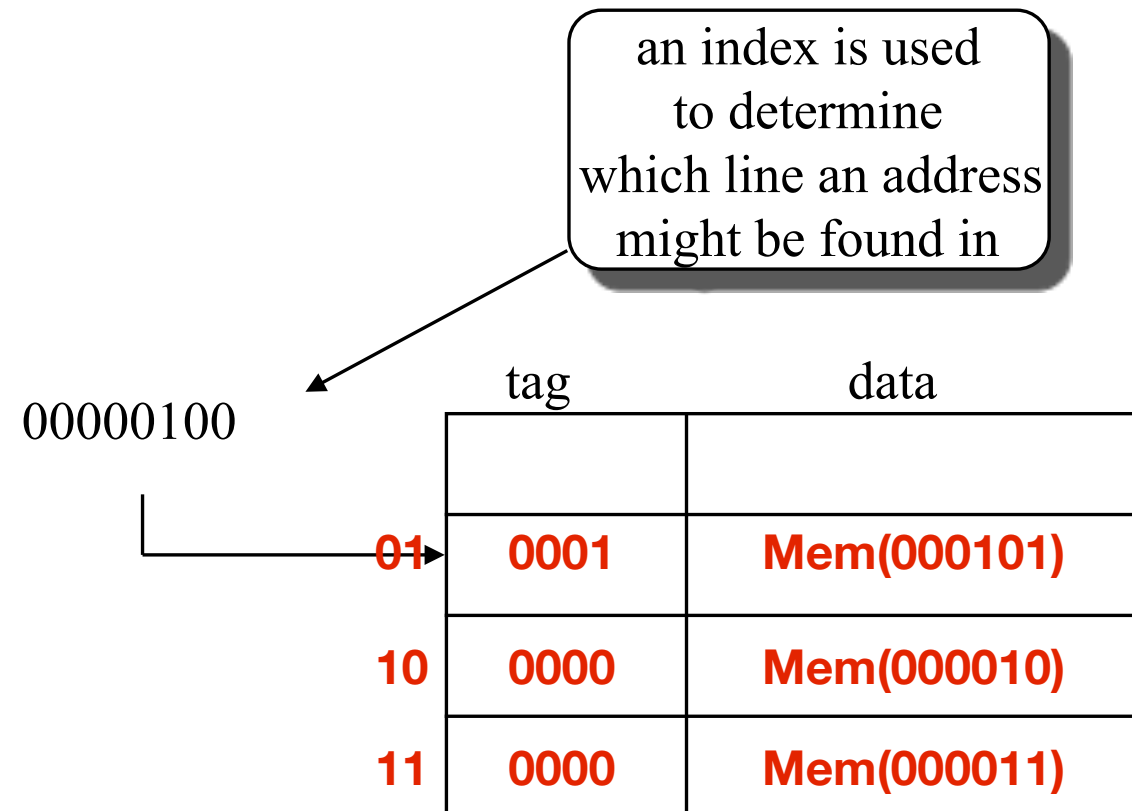 an index is used
to determine
which line an address
might be found in
tag data
00000100
01 0001 Mem(000101)
10 0000 Mem(000010)
11 0000 Mem(000011)